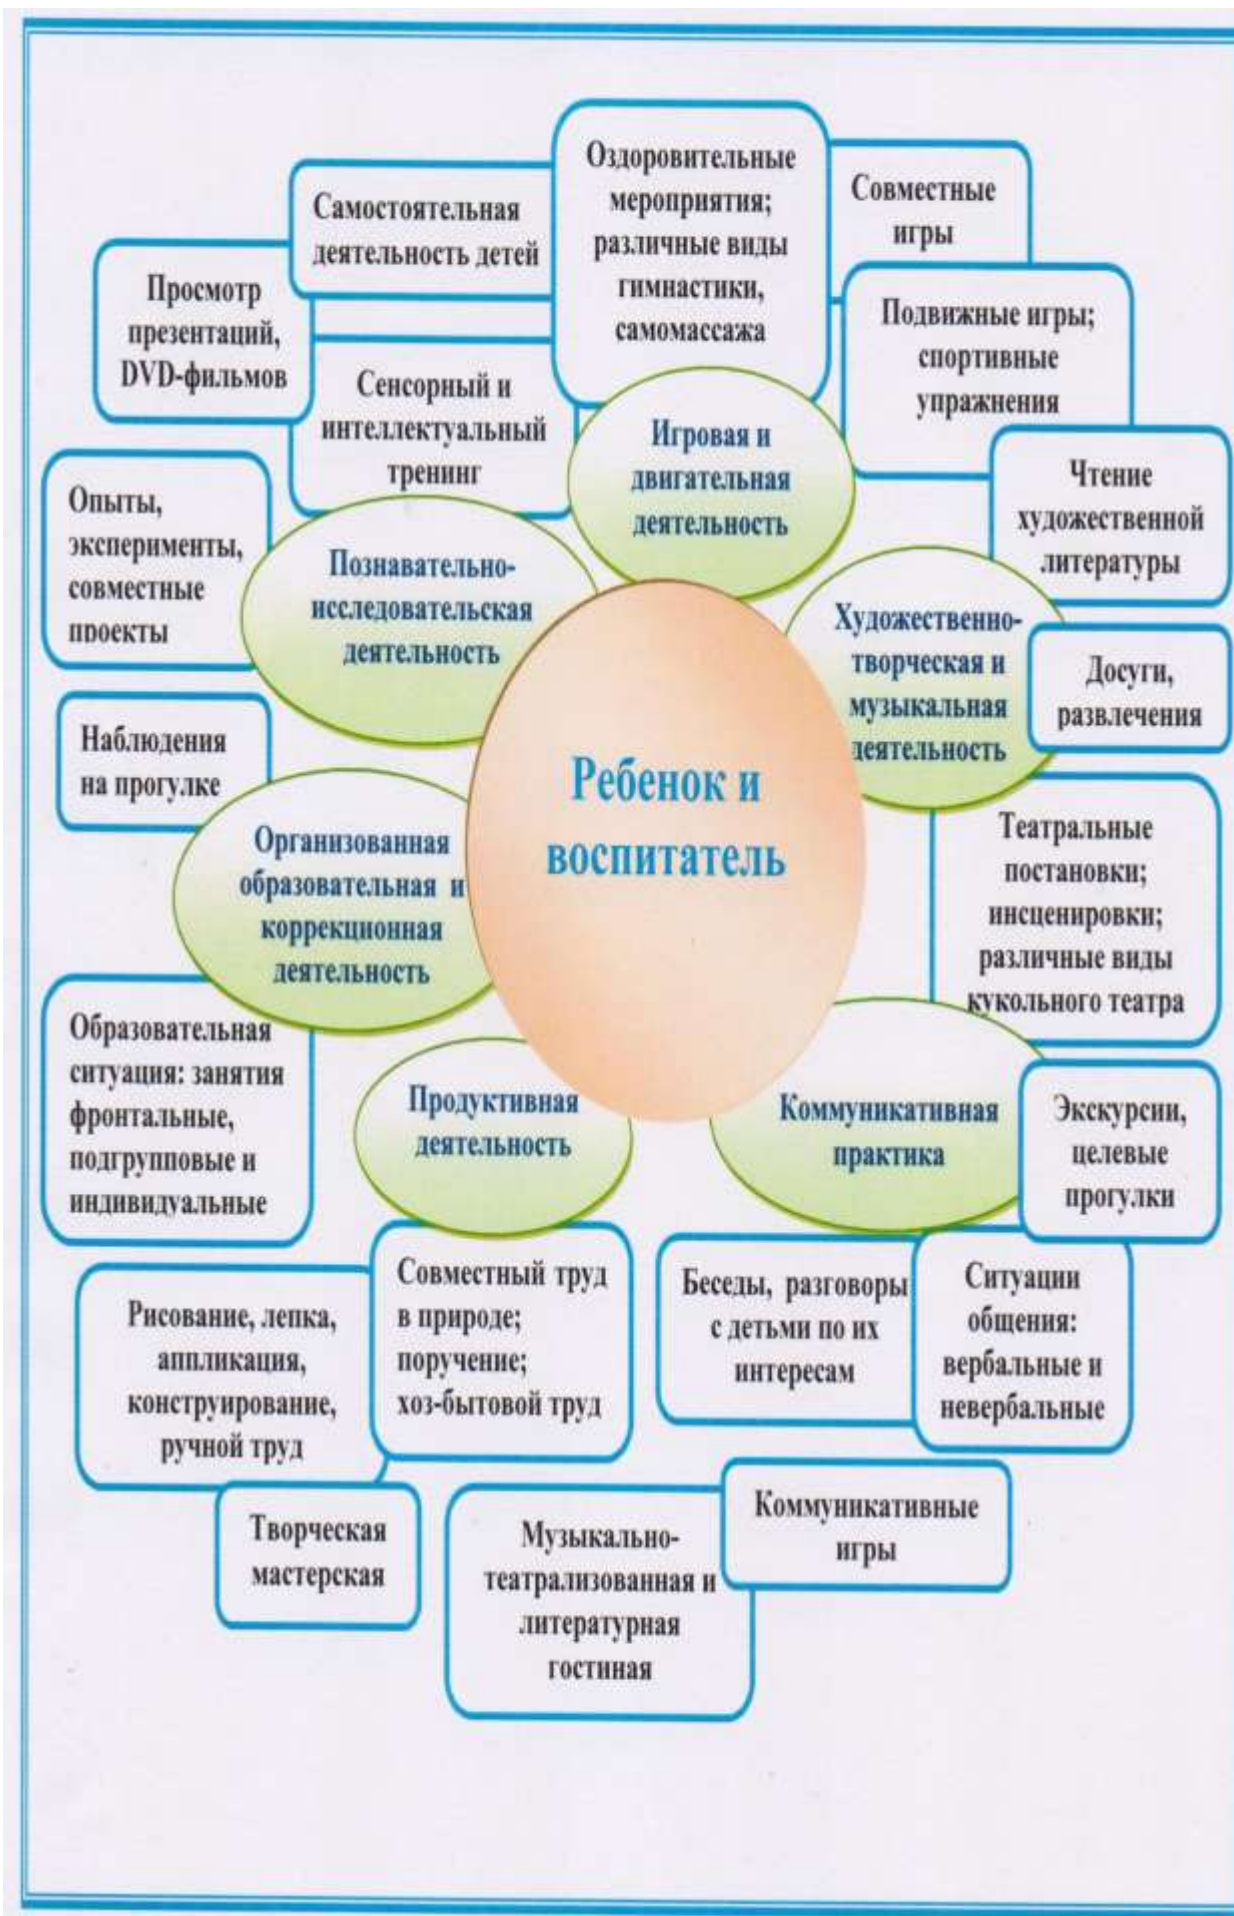 Оздоровительные
мероприятия;
различные виды
гимнастики,
самомассажа
Самостоятельная
деятельность детей
Совместные
игры
Просмотр
презентаций,
DVD-фильмов
Подвижные игры;
спортивные
упражнения
Сенсорный и
интеллектуальный
тренинг
Игровая и
двигательная
деятельность
Чтение
художественной
литературы
Опыты,
эксперименты,
совместные
проекты
Познавательно-
исследовательская
деятельность
Художественно-
творческая и
музыкальная
деятельность
Досуги,
развлечения
Наблюдения
на прогулке
Ребенок и
воспитатель
Организованная
образовательная и
коррекционная
деятельность
Театральные
постановки;
инсценировки;
различные виды
кукольного театра
Образовательная
ситуация: занятия
фронтальные,
подгрупповые и
индивидуальные
Продуктивная
деятельность
Коммуникативная
практика
Экскурсии,
целевые
прогулки
Рисование, лепка,
аппликация,
конструирование,
ручной труд
Совместный труд
в природе;
поручение;
хоз-бытовой труд
Беседы, разговоры
с детьми по их
интересам
Ситуации
общения:
вербальные и
невербальные
Творческая
мастерская
Музыкально-
театрализованная и
литературная
гостиная
Коммуникативные
игры